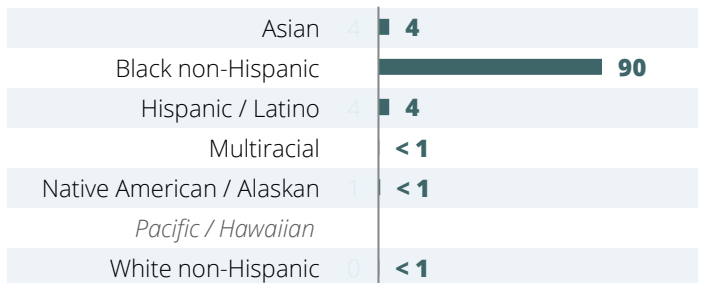 Asian 4 4
Black non-Hispanic 90
Hispanic / Latino 4 4
Multiracial < 1
Native American / Alaskan 1 < 1
Pacific / Hawaiian
White non-Hispanic 0 < 1